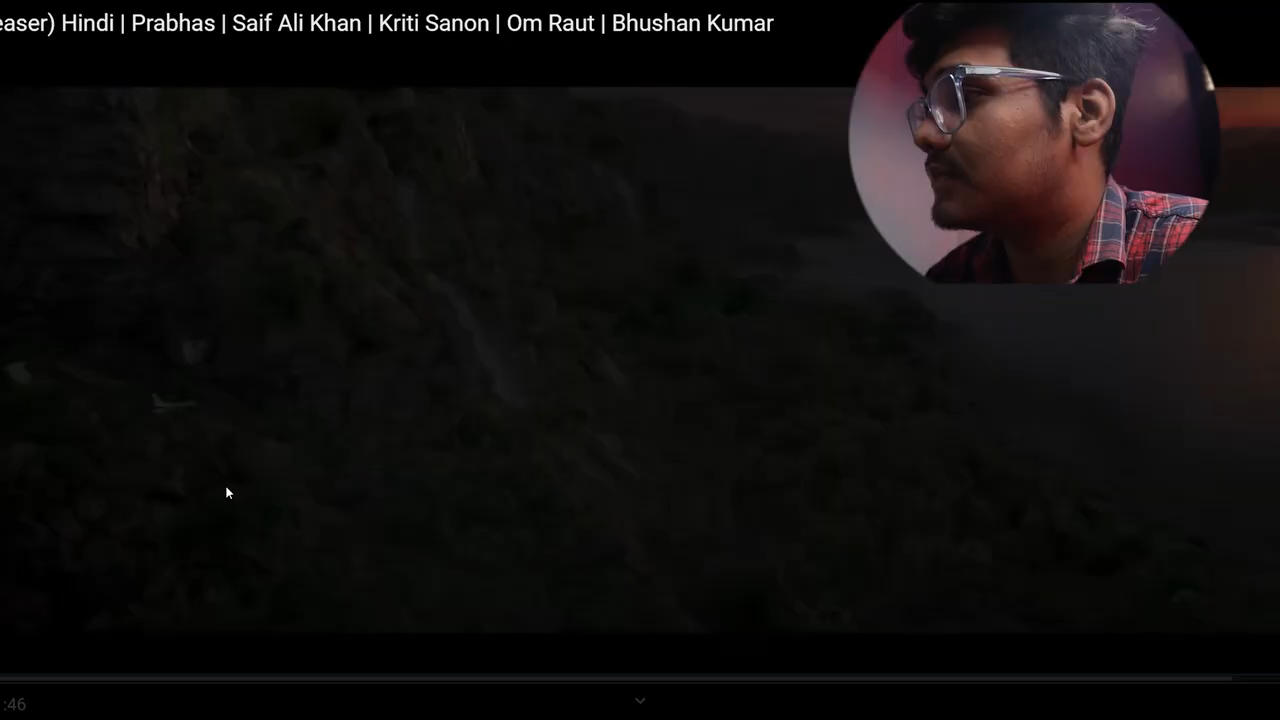 easer) Hindi | Prabhas | Saif Ali Khan | Kriti Sanon | Om Raut | Bhushan Kumar
:46